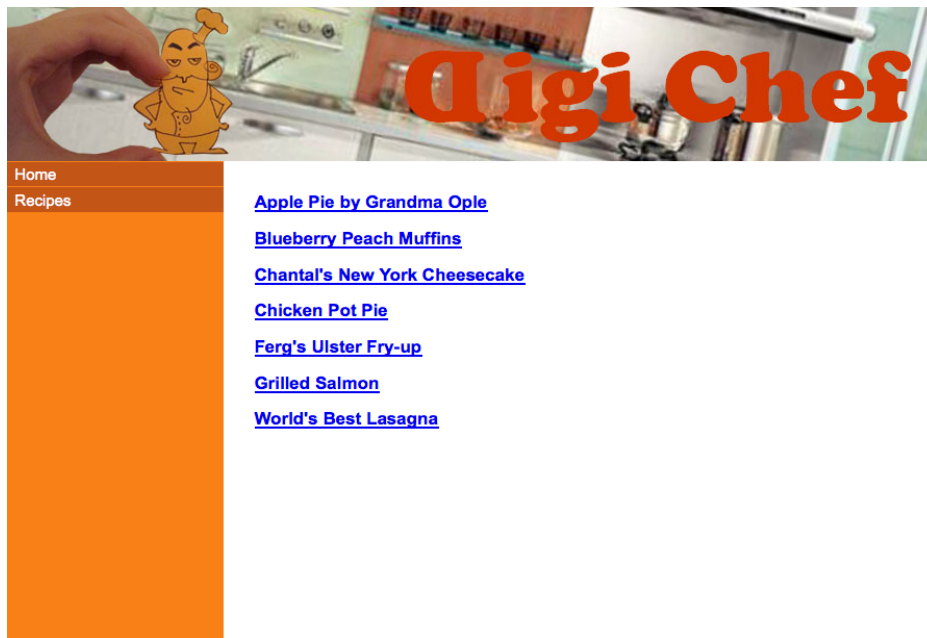 Digi Chef
Home
Recipes
Apple Pie by Grandma Ople
Blueberry Peach Muffins
Chantal's New York Cheesecake
Chicken Pot Pie
Ferg's Ulster Fry-up
Grilled Salmon
World's Best Lasagna